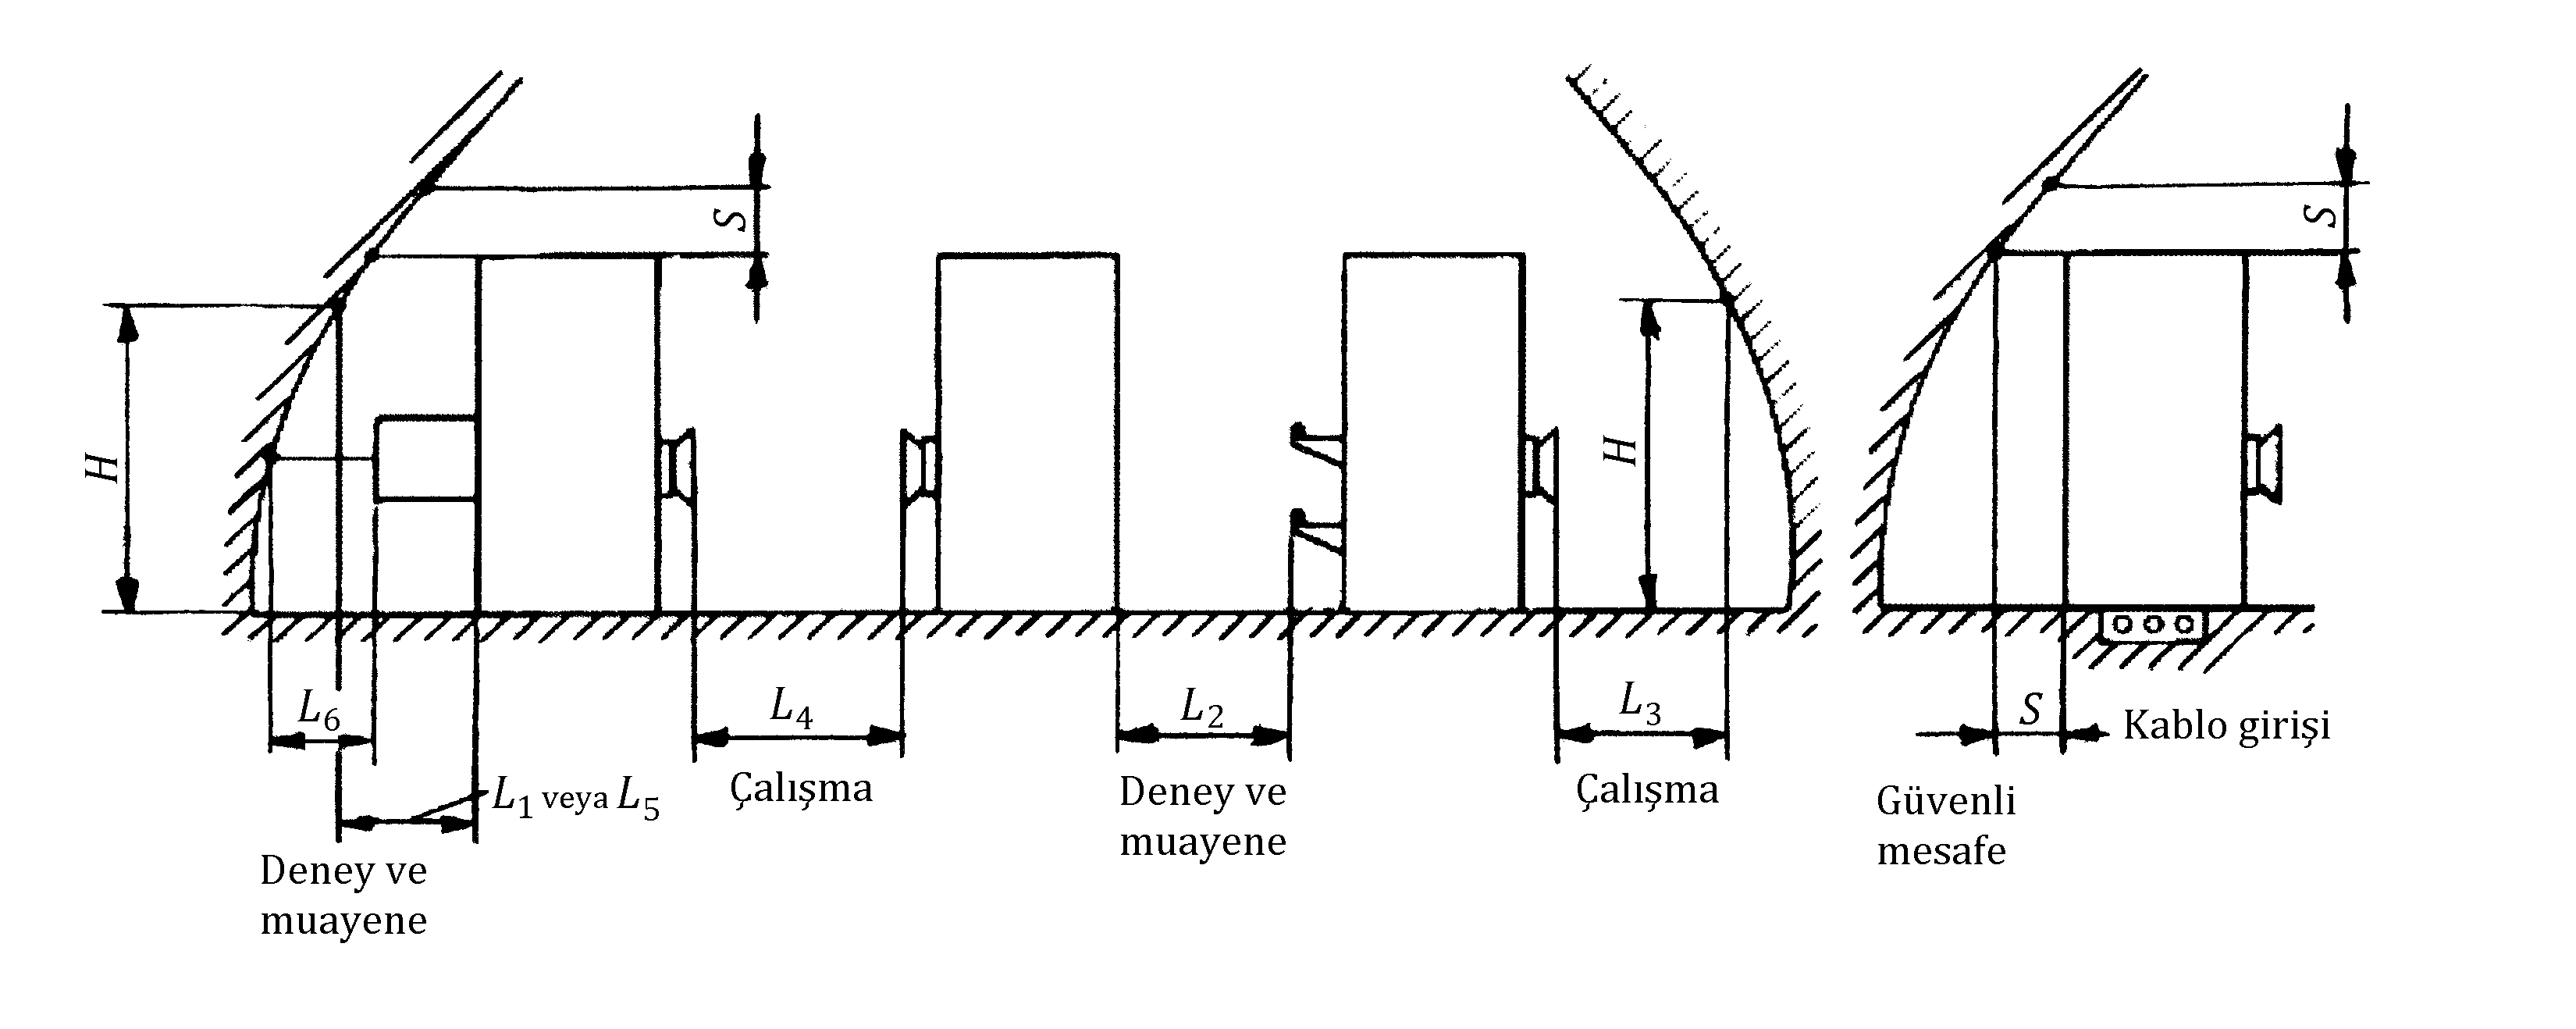 S
S
H
H
L6
L4
L2
L3
S
Kablo girişi
L1 veya L5
Çalışma
Deney ve
muayene
Çalışma
Güvenli
mesafe
Deney ve
muayene